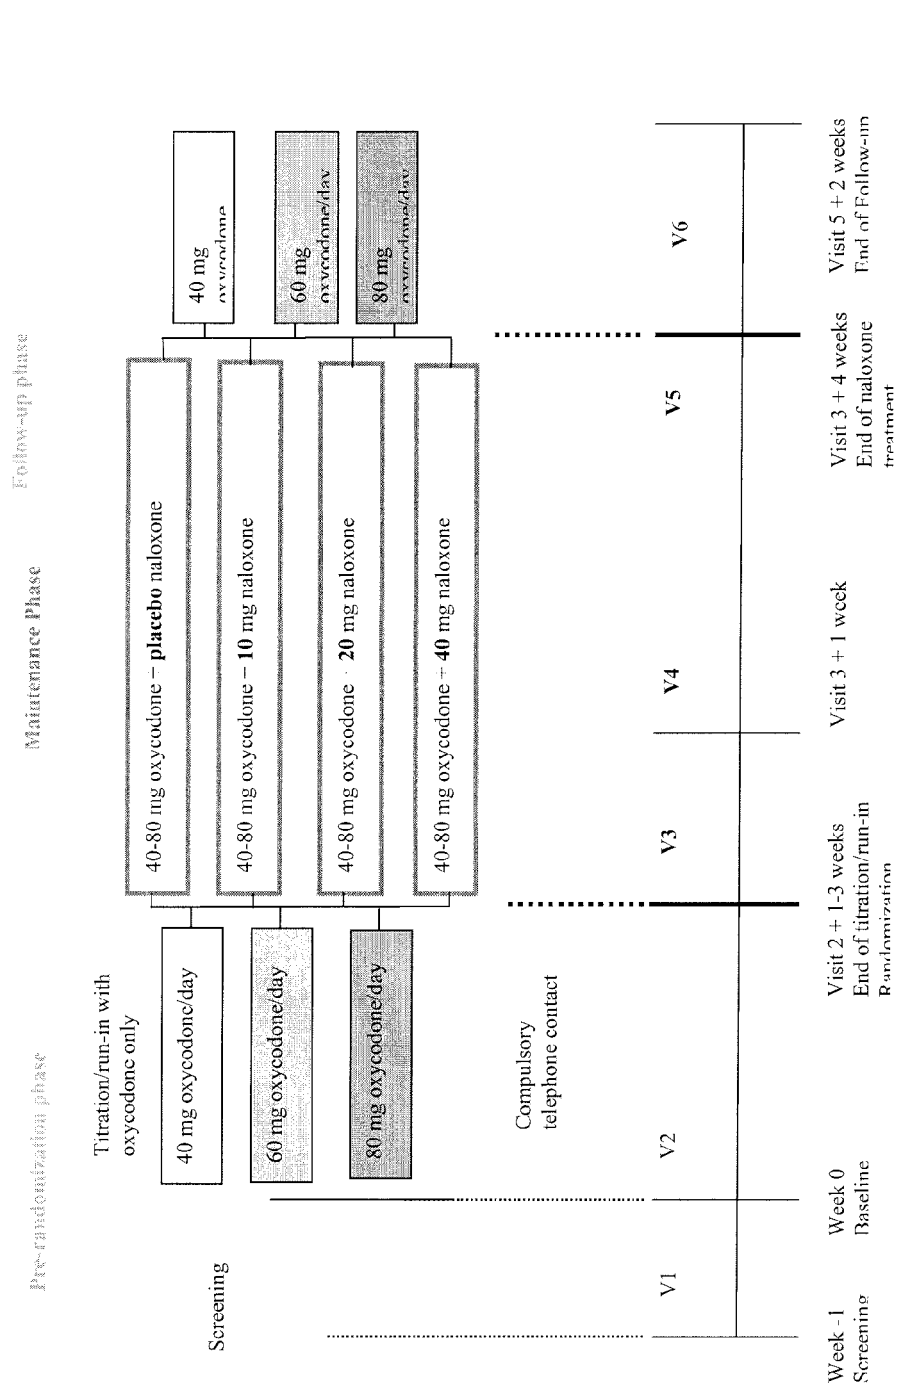 Pre-randomization phase
Maintenance Phase
Follow-up phase
Screening
Titration/run-in with
oxycodone only
40 mg oxycodone/day
60 mg oxycodone/day
80 mg oxycodone/day
40-80 mg oxycodone + placebo naloxone
40-80 mg oxycodone – 10 mg naloxone
40-80 mg oxycodone · 20 mg naloxone
40-80 mg oxycodone + 40 mg naloxone
40 mg
oxycodone
60 mg
oxycodone/day
80 mg
oxycodone/day
Compulsory
telephone contact
V1
V2
V3
V4
V5
V6
Week -1
Screening
Week 0
Baseline
Visit 2 + 1-3 weeks
End of titration/run-in
Randomization
Visit 3 + 1 week
Visit 3 + 4 weeks
End of naloxone
treatment
Visit 5 + 2 weeks
End of Follow-up